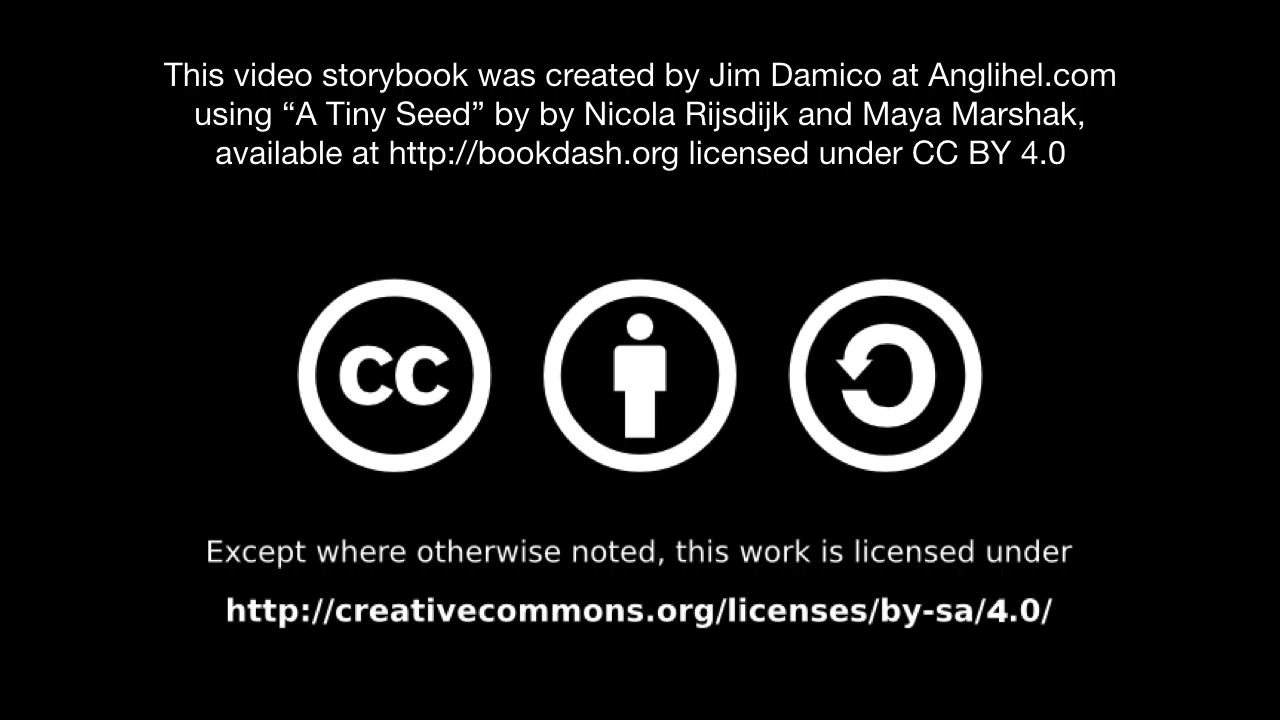 This video storybook was created by Jim Damico at Anglihel.com
using “A Tiny Seed” by by Nicola Rijsdijk and Maya Marshak,
available at http://bookdash.org licensed under CC BY 4.0
cc
Except where otherwise noted, this work is licensed under
http://creativecommons.org/licenses/by-sa/4.0/